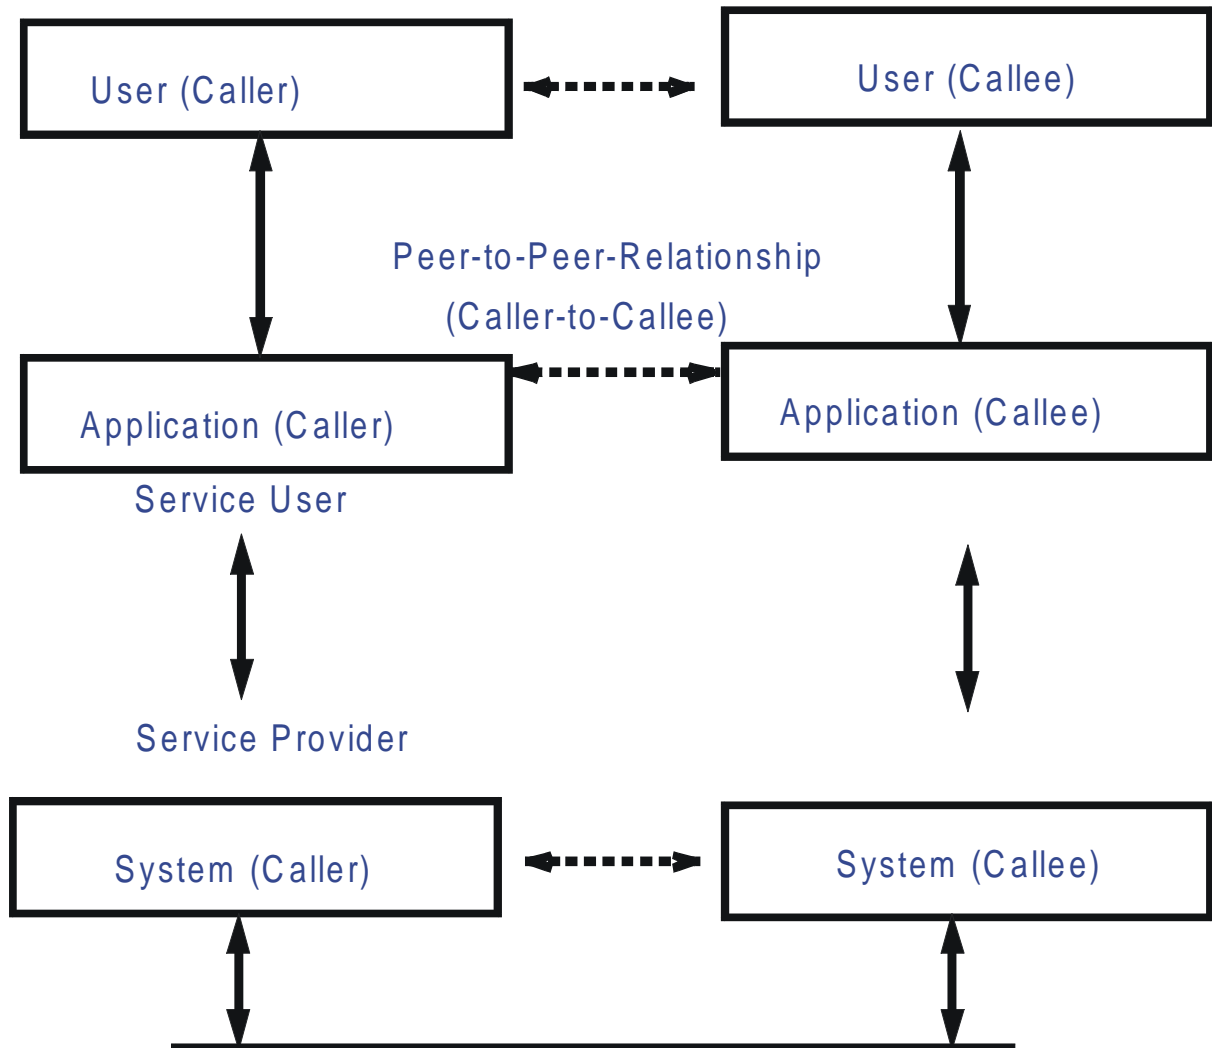 User (Caller)
User (Callee)
Peer-to-Peer-Relationship
(Caller-to-Callee)
Application (Caller)
Application (Callee)
Service User
Service Provider
System (Caller)
System (Callee)